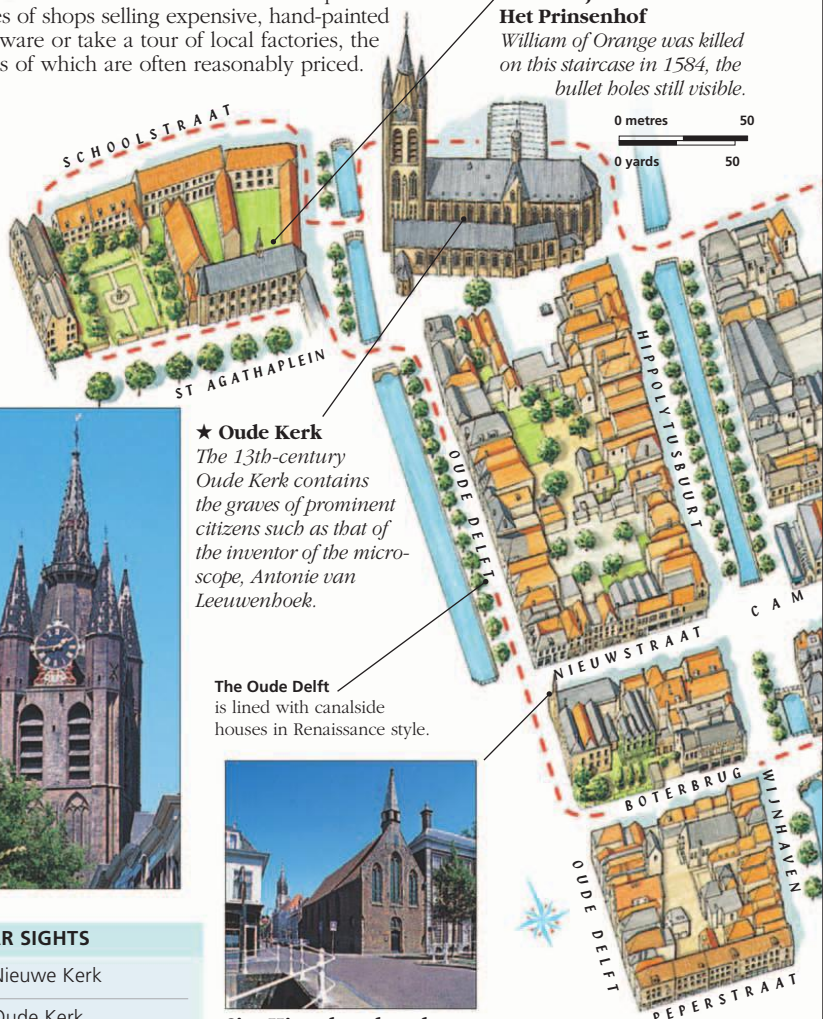 es of shops selling expensive, hand-painted
ware or take a tour of local factories, the
s of which are often reasonably priced.
Het Prinsenhof
William of Orange was killed
on this staircase in 1584, the
bullet holes still visible.
0 metres 50
0 yards 50
SCHOOLSTRAAT
ST AGATHAPLEIN
HIPPOLYTUSBUURT
OUDE DELFT
★ Oude Kerk
The 13th-century
Oude Kerk contains
the graves of prominent
citizens such as that of
the inventor of the micro-
scope, Antonie van
Leeuwenhoek.
CAM
NIEUWSTRAAT
The Oude Delft
is lined with canalside
houses in Renaissance style.
BOTERBRUG
WIJNHAVEN
OUDE DELFT
PEPERSTRAAT
R SIGHTS
Nieuwe Kerk
Oude Kerk